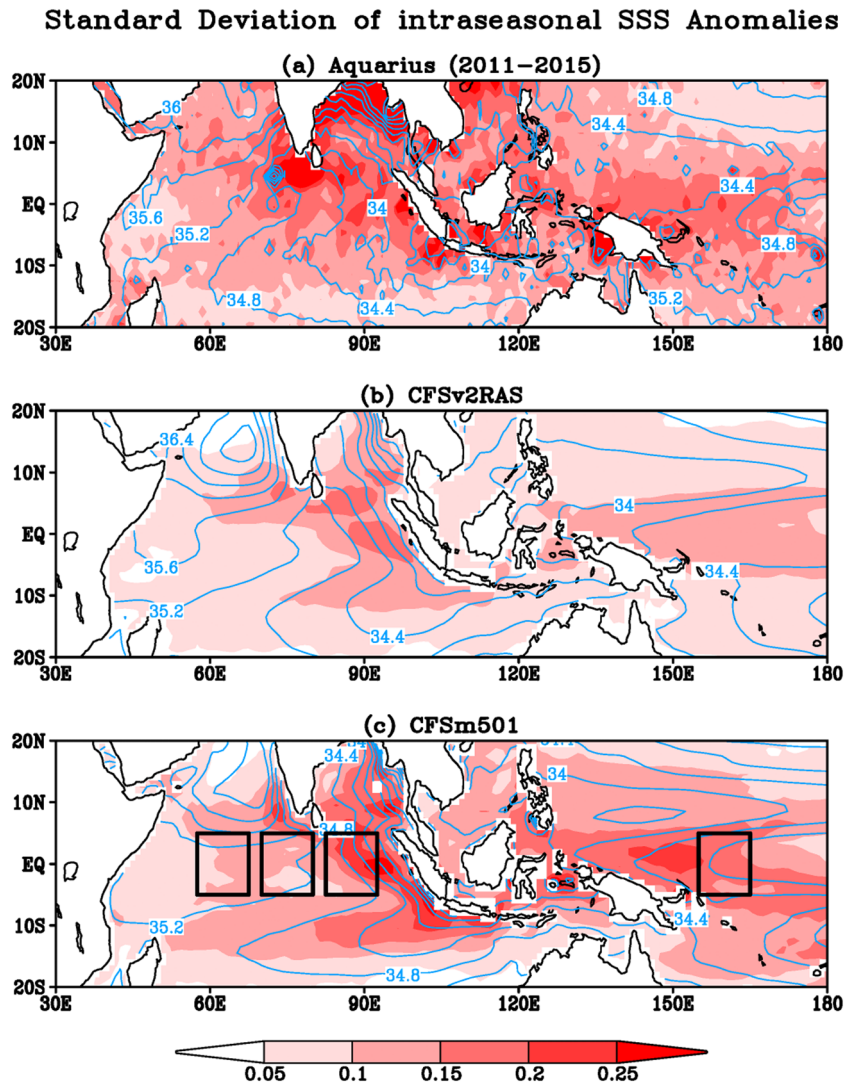 Standard Deviation of intraseasonal SSS Anomalies
(a) Aquarius (2011−2015)
20N
10N
EQ
10S
20S
36
34.8
34.4
34.4
34
35.6
35.2
34.8
34
34.8
34.4
35.2
30E 60E 90E 120E 150E 180
(b) CFSv2RAS
20N
10N
EQ
10S
20S
36.4
34
35.6
34.4
35.2
34.4
30E 60E 90E 120E 150E 180
(c) CFSm501
20N
10N
EQ
10S
20S
34.4
34
34.8
35.2
34.4
34.8
30E 60E 90E 120E 150E 180
0.05 0.1 0.15 0.2 0.25